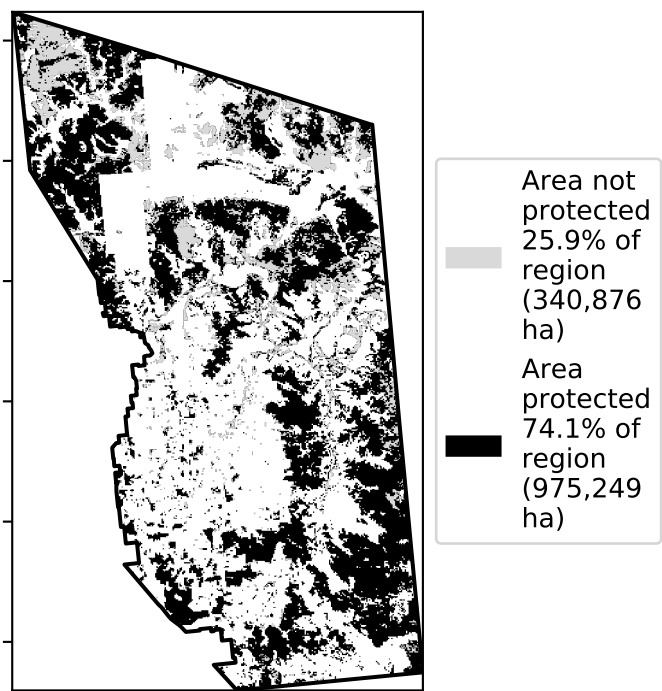 Area not
protected
25.9% of
region
(340,876
ha)
Area
protected
74.1% of
region
(975,249
ha)